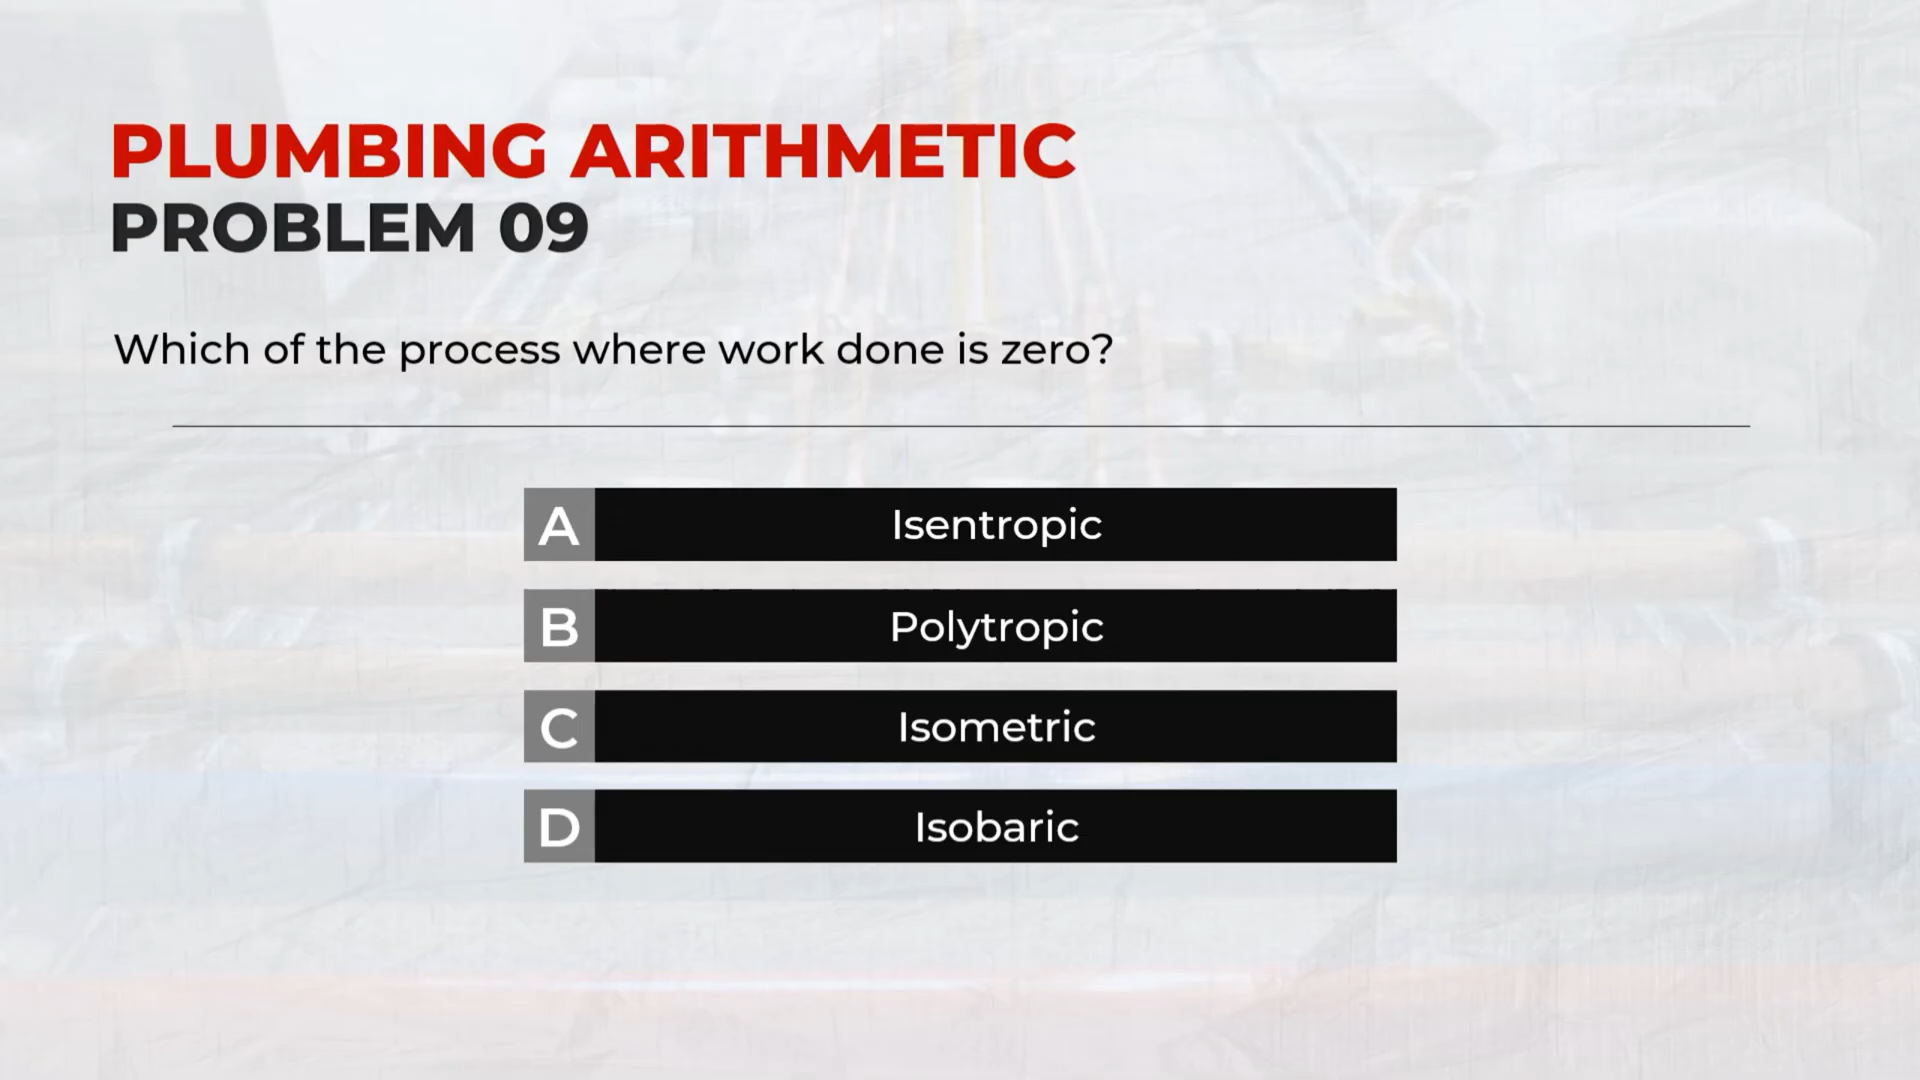 PLUMBING ARITHMETIC
PROBLEM 09
Which of the process where work done is zero?
A Isentropic
B Polytropic
C Isometric
D Isobaric